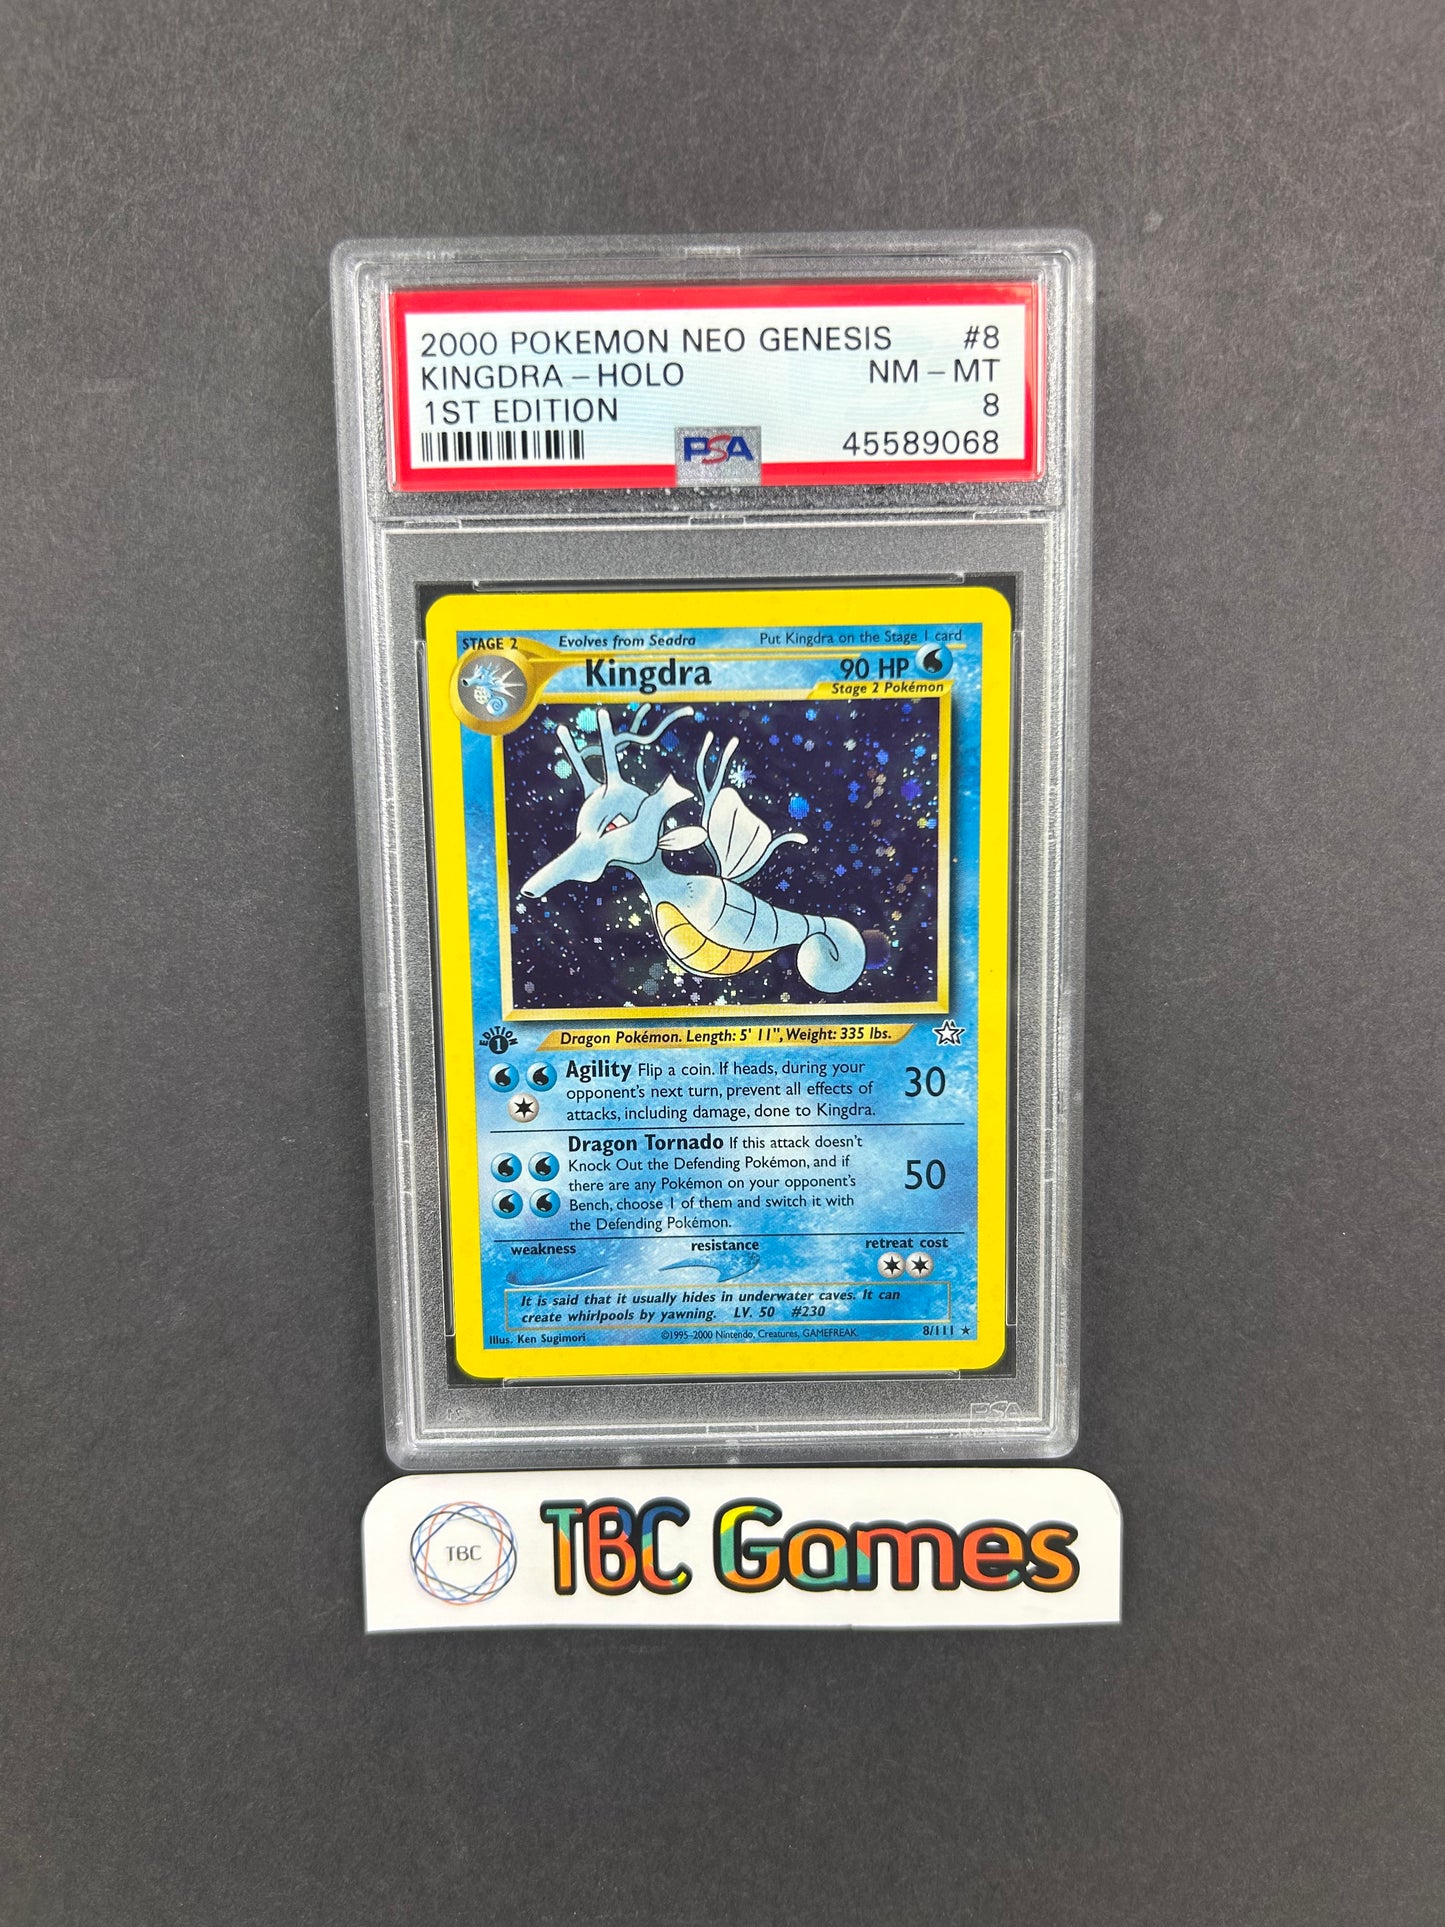 2000 POKEMON NEO GENESIS #8
KINGDRA – HOLO NM – MT
1ST EDITION 8
PSA 45589068
STAGE 2 Evolves from Seadra Put Kingdra on the Stage 1 card
Kingdra 90 HP
Stage 2 Pokémon
EDITION
1
Dragon Pokémon. Length: 5' 11", Weight: 335 lbs.
Agility Flip a coin. If heads, during your
opponent's next turn, prevent all effects of
attacks, including damage, done to Kingdra.
30
Dragon Tornado If this attack doesn't
Knock Out the Defending Pokémon, and if
there are any Pokémon on your opponent's
Bench, choose 1 of them and switch it with
the Defending Pokémon.
50
weakness resistance retreat cost
It is said that it usually hides in underwater caves. It can
create whirlpools by yawning. LV. 50 #230
Illus. Ken Sugimori ©1995-2000 Nintendo, Creatures, GAMEFREAK. 8/111 ★
PSA
TBC TBC Games